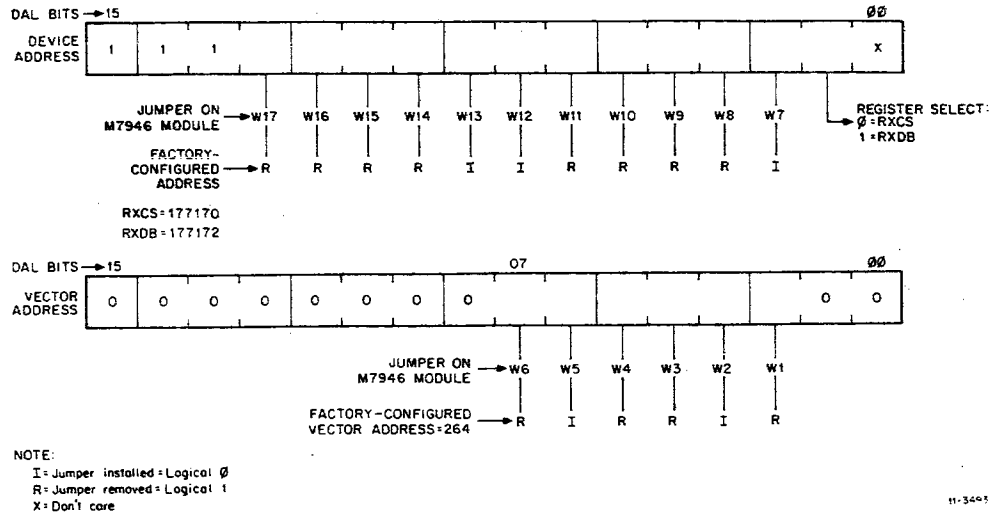 DAL BITS → 15 ØØ
DEVICE ADDRESS 1 1 1 X
JUMPER ON M7946 MODULE → W17 W16 W15 W14 W13 W12 W11 W10 W9 W8 W7
REGISTER SELECT:
Ø = RXCS
1 = RXDB
FACTORY-CONFIGURED ADDRESS → R R R R I I R R R R I
RXCS = 177170
RXDB = 177172
DAL BITS → 15 07 ØØ
VECTOR ADDRESS 0 0 0 0 0 0 0 0 0 0
JUMPER ON M7946 MODULE → W6 W5 W4 W3 W2 W1
FACTORY-CONFIGURED VECTOR ADDRESS = 264 → R I R R I R
NOTE:
I = Jumper installed = Logical Ø
R = Jumper removed = Logical 1
X = Don't care
11-3493